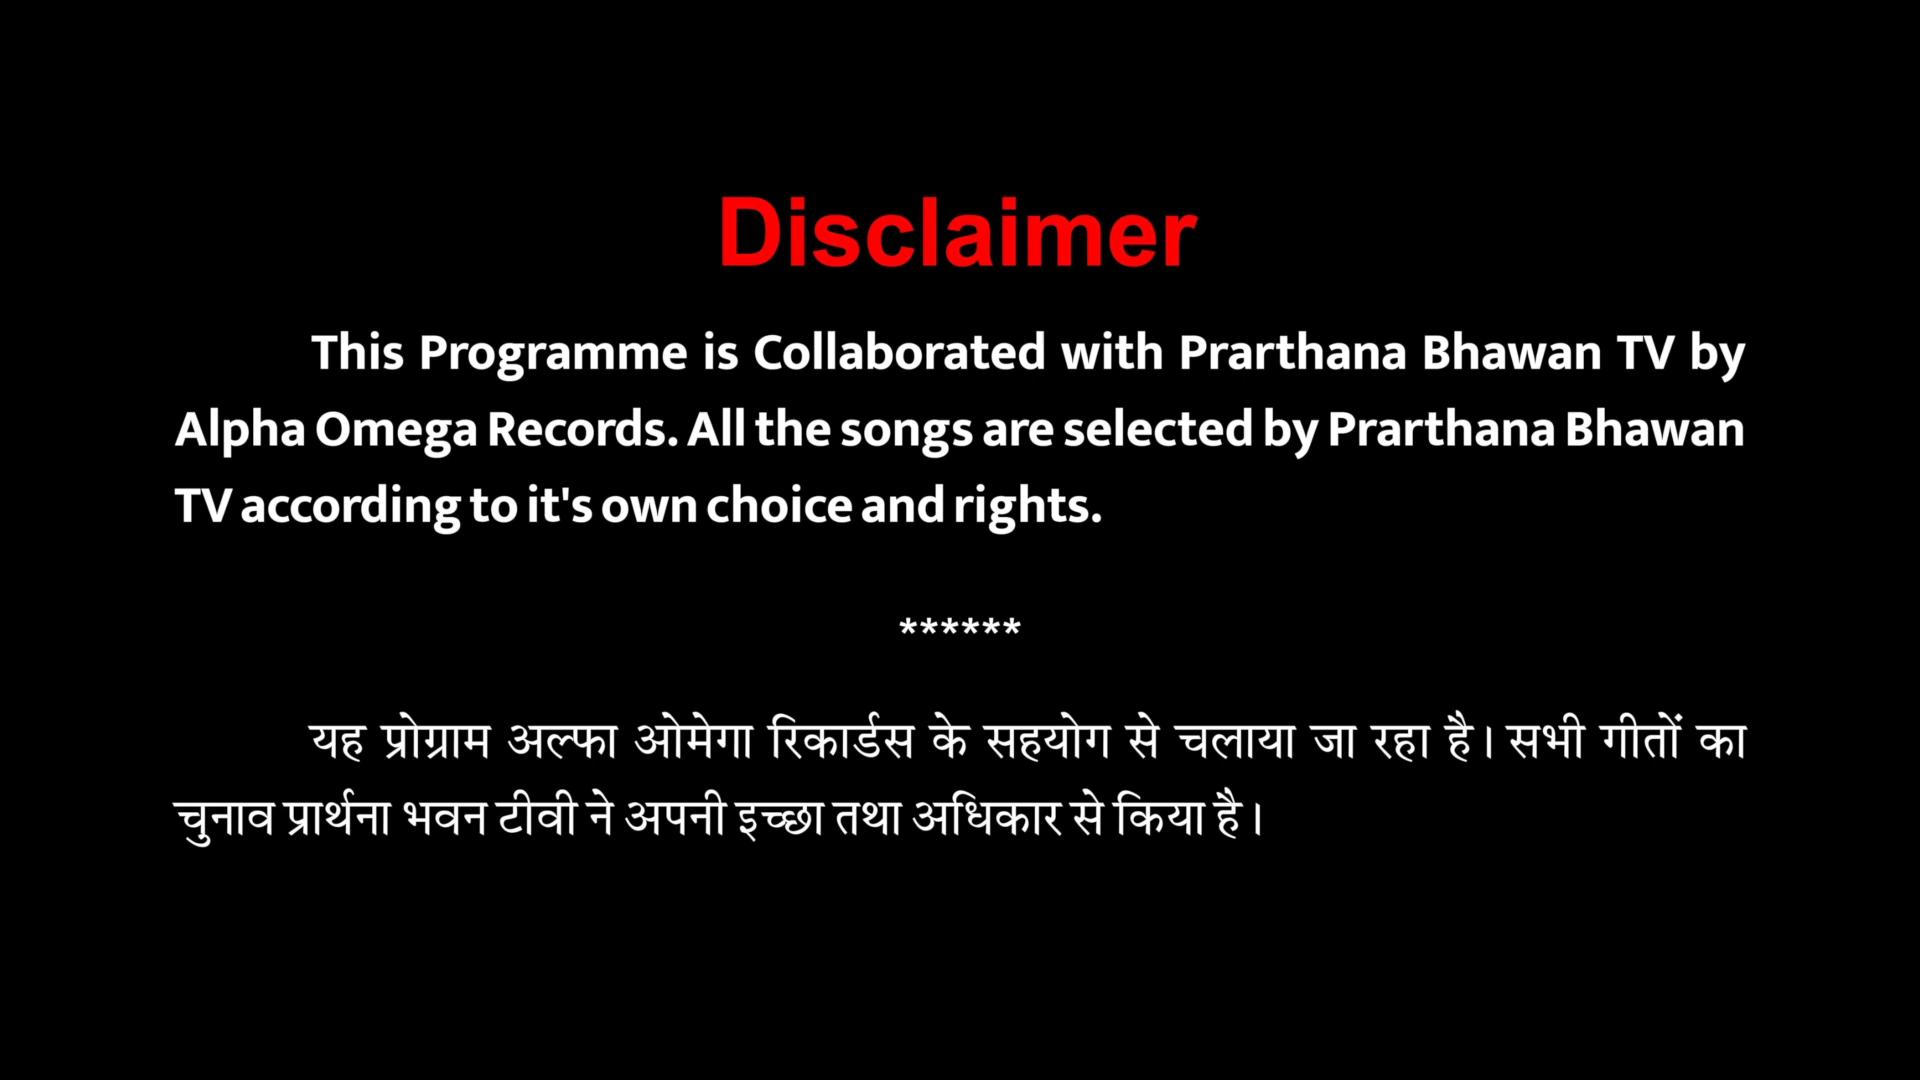 Disclaimer
This Programme is Collaborated with Prarthana Bhawan TV by
Alpha Omega Records. All the songs are selected by Prarthana Bhawan
TV according to it's own choice and rights.
******
यह प्रोग्राम अल्फा ओमेगा रिकार्डस के सहयोग से चलाया जा रहा है। सभी गीतों का
चुनाव प्रार्थना भवन टीवी ने अपनी इच्छा तथा अधिकार से किया है।